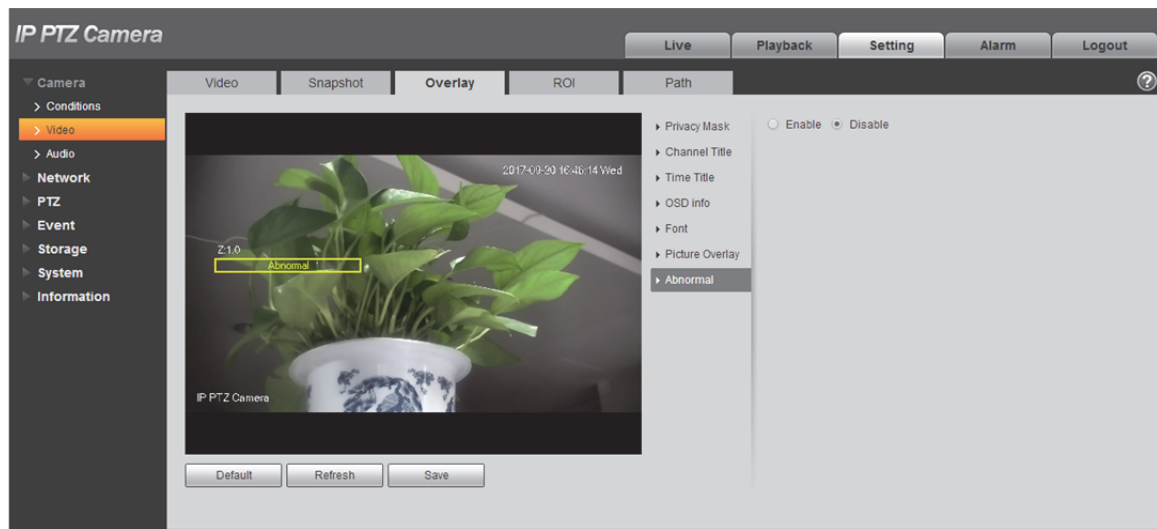 IP PTZ Camera
Live Playback Setting Alarm Logout
Camera
Conditions
Video
Audio
Network
PTZ
Event
Storage
System
Information
Video Snapshot Overlay ROI Path
?
2017-09-20 16:46:14 Wed
Z:1.0
Abnormal
IP PTZ Camera
Default Refresh Save
Privacy Mask
Channel Title
Time Title
OSD info
Font
Picture Overlay
Abnormal
Enable Disable